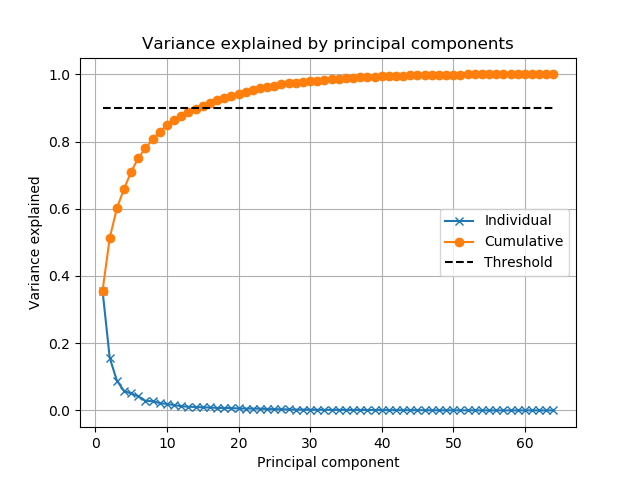 Variance explained by principal components
Variance explained
1.0
0.8
0.6
0.4
0.2
0.0
Individual
Cumulative
Threshold
0 10 20 30 40 50 60
Principal component